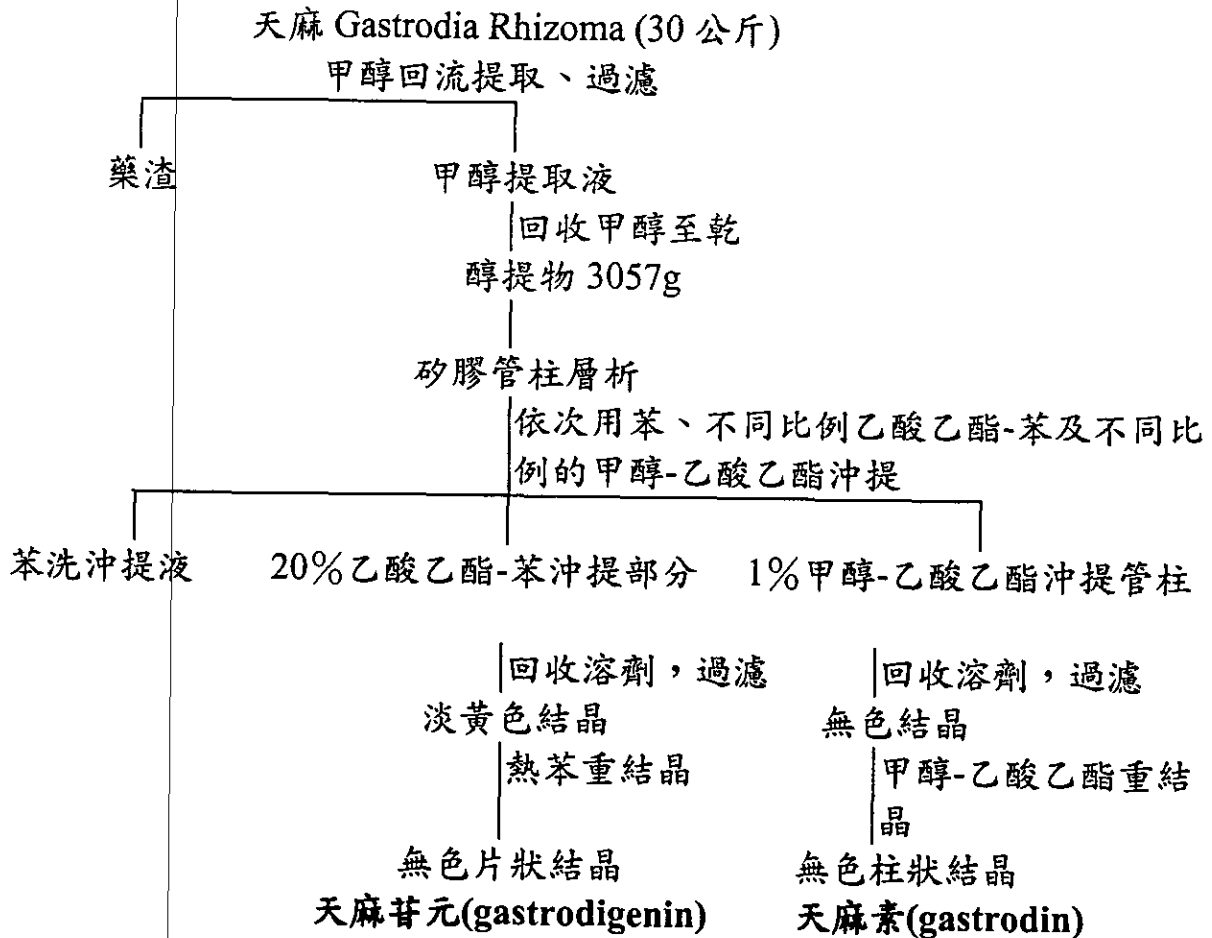 天麻 Gastrodia Rhizoma (30 公斤)
甲醇回流提取、過濾
藥渣
甲醇提取液
回收甲醇至乾
醇提物 3057g
矽膠管柱層析
依次用苯、不同比例乙酸乙酯-苯及不同比
例的甲醇-乙酸乙酯沖提
苯洗沖提液
20%乙酸乙酯-苯沖提部分
1%甲醇-乙酸乙酯沖提管柱
回收溶劑，過濾
淡黃色結晶
熱苯重結晶
無色片狀結晶
天麻苷元(gastrodigenin)
回收溶劑，過濾
無色結晶
甲醇-乙酸乙酯重結
晶
無色柱狀結晶
天麻素(gastrodin)